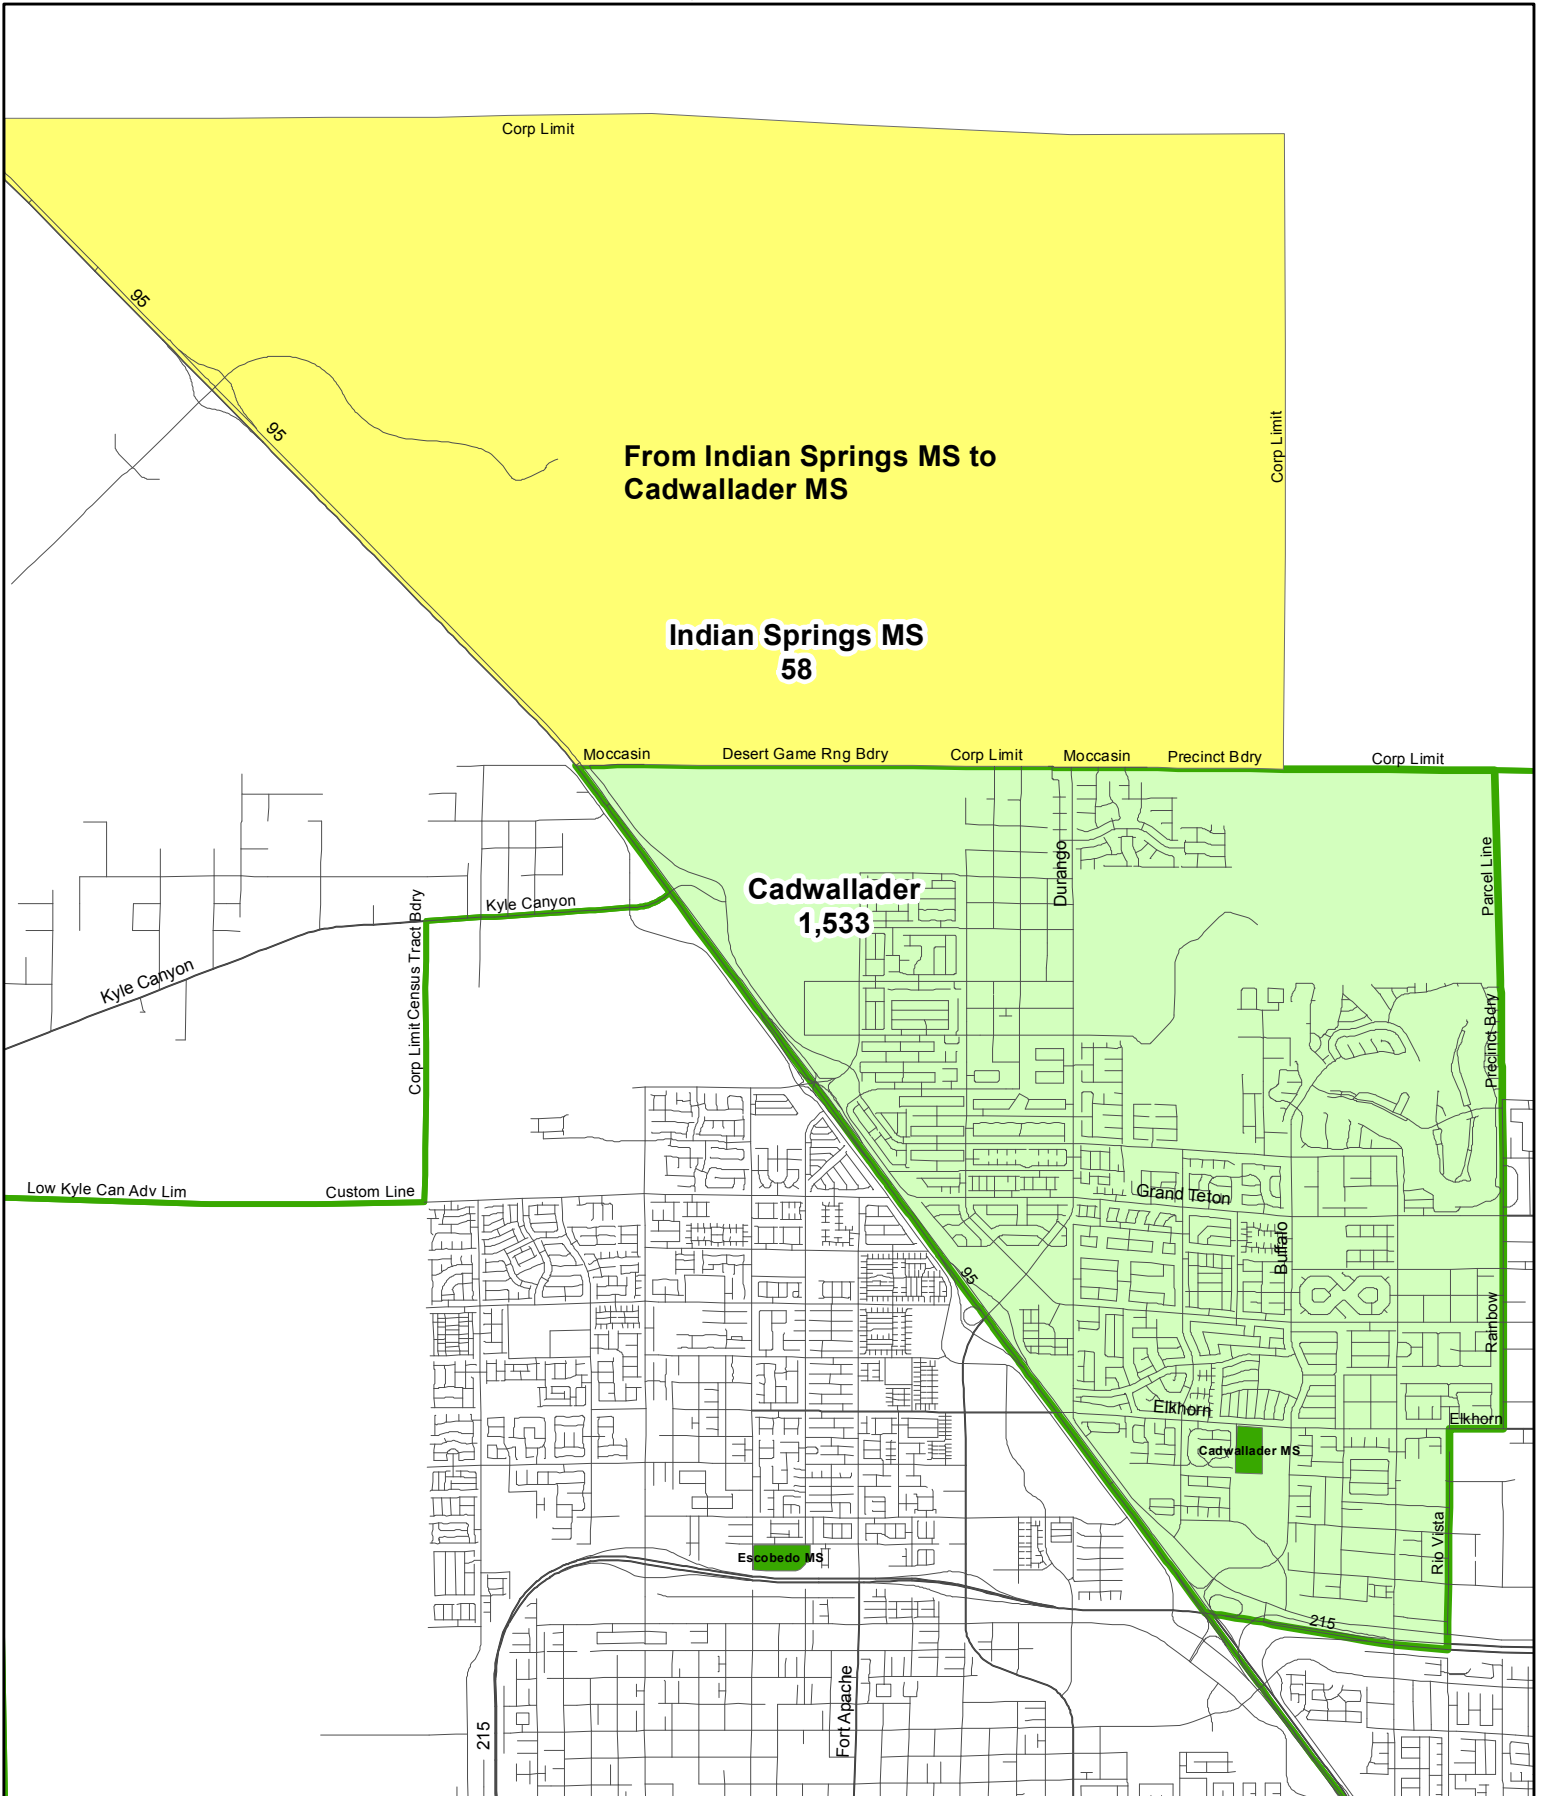 Corp Limit
95
95
Corp Limit
From Indian Springs MS to
Cadwallader MS
Indian Springs MS
58
Moccasin
Desert Game Rng Bdry
Corp Limit
Moccasin
Precinct Bdry
Corp Limit
Durango
Parcel Line
Cadwallader
1,533
Kyle Canyon
Kyle Canyon
Corp Limit
Census Tract Bdry
Precinct Bdry
Low Kyle Can Adv Lim
Custom Line
Grand Teton
Buffalo
95
Rainbow
Elkhorn
Elkhorn
Cadwallader MS
Rio Vista
Escobedo MS
215
Fort Apache
215